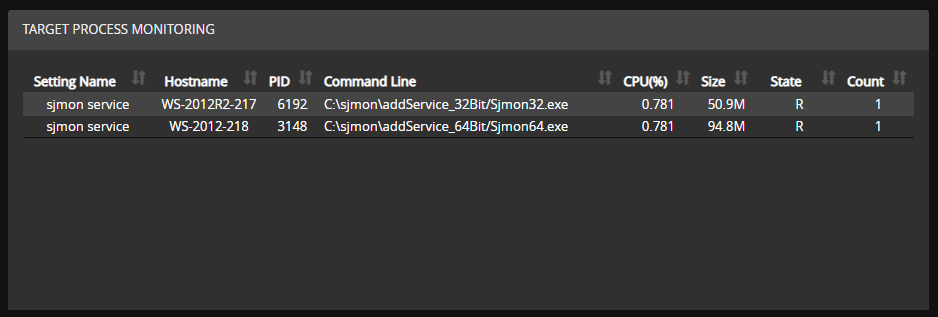 TARGET PROCESS MONITORING
Setting Name Hostname PID Command Line CPU(%) Size State Count
sjmon service WS-2012R2-217 6192 C:\sjmon\addService_32Bit/Sjmon32.exe 0.781 50.9M R 1
sjmon service WS-2012-218 3148 C:\sjmon\addService_64Bit/Sjmon64.exe 0.781 94.8M R 1